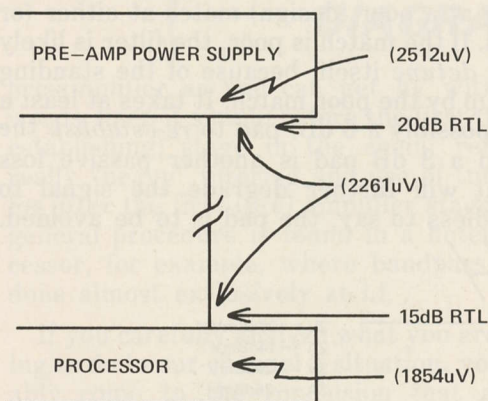 PRE-AMP POWER SUPPLY
(2512uV)
20dB RTL
(2261uV)
15dB RTL
PROCESSOR
(1854uV)